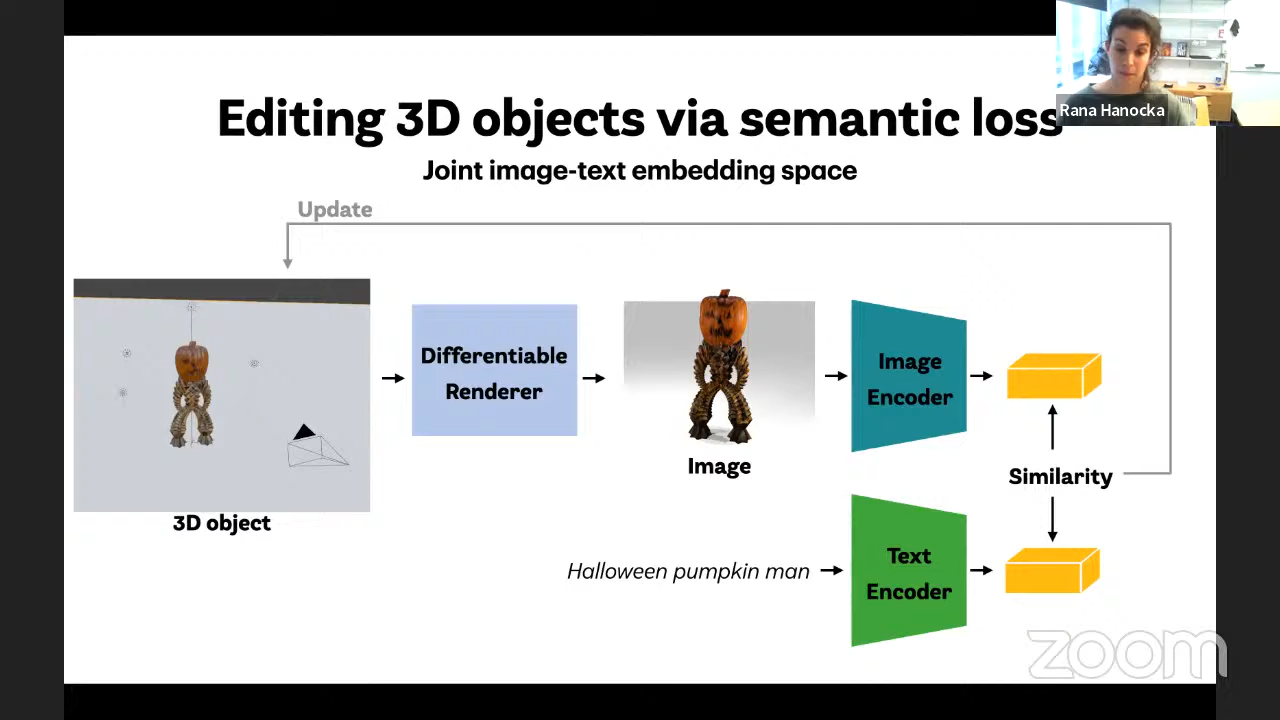 Rana Hanocka
Editing 3D objects via semantic loss
Joint image-text embedding space
Update
Differentiable
Renderer
Image
Encoder
Image
Similarity
3D object
Halloween pumpkin man
Text
Encoder
zoom